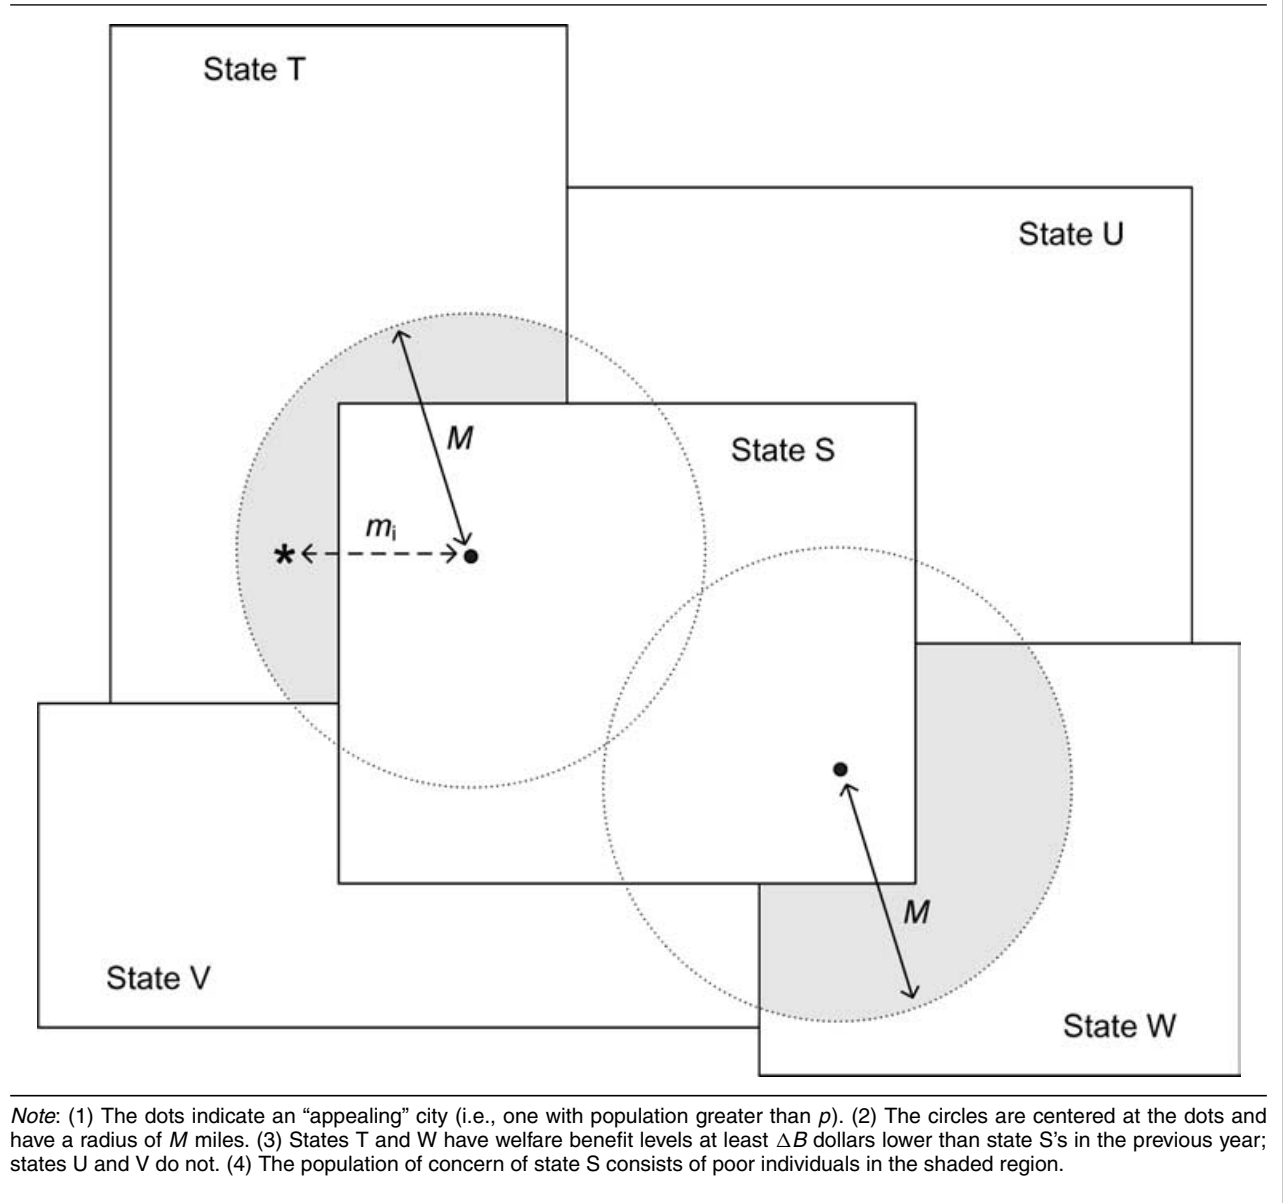 State T
State U
M
State S
m_i
*
M
State V
State W
Note: (1) The dots indicate an “appealing” city (i.e., one with population greater than p). (2) The circles are centered at the dots and
have a radius of M miles. (3) States T and W have welfare benefit levels at least △B dollars lower than state S’s in the previous year;
states U and V do not. (4) The population of concern of state S consists of poor individuals in the shaded region.